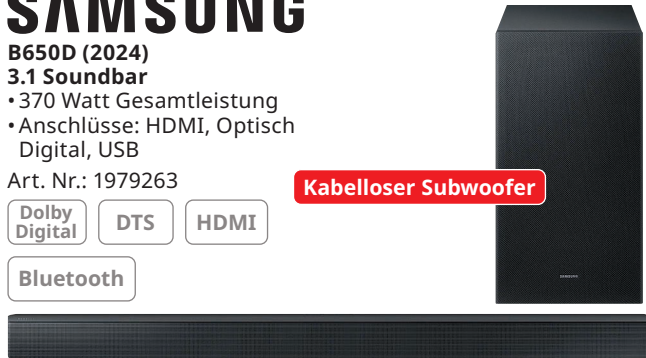 SAMSUNG
B650D (2024)
3.1 Soundbar
• 370 Watt Gesamtleistung
• Anschlüsse: HDMI, Optisch
Digital, USB
Art. Nr.: 1979263
Kabelloser Subwoofer
Dolby
Digital
DTS
HDMI
Bluetooth
SAMSUNG